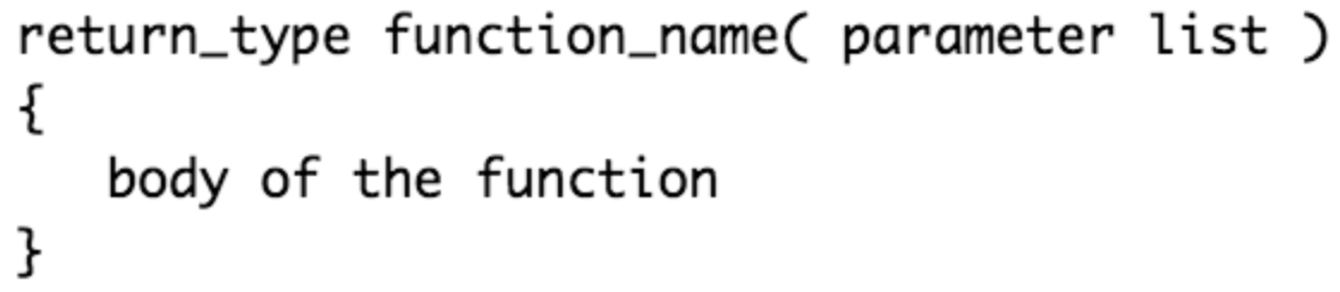 return_type function_name( parameter list )
{
   body of the function
}